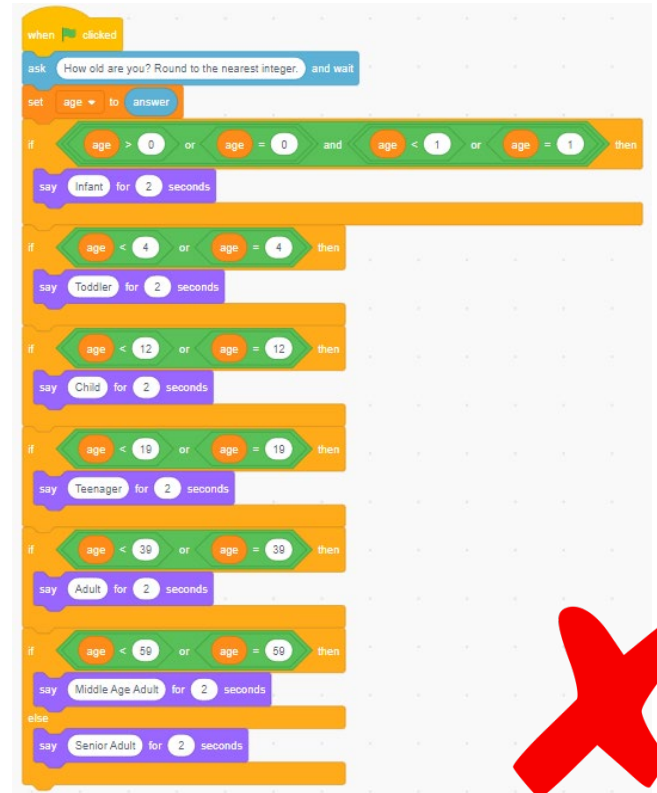 when clicked
ask How old are you? Round to the nearest integer. and wait
set age to answer
if age > 0 or age = 0 and age < 1 or age = 1 then
say Infant for 2 seconds
if age < 4 or age = 4 then
say Toddler for 2 seconds
if age < 12 or age = 12 then
say Child for 2 seconds
if age < 19 or age = 19 then
say Teenager for 2 seconds
if age < 39 or age = 39 then
say Adult for 2 seconds
if age < 59 or age = 59 then
say Middle Age Adult for 2 seconds
else
say Senior Adult for 2 seconds